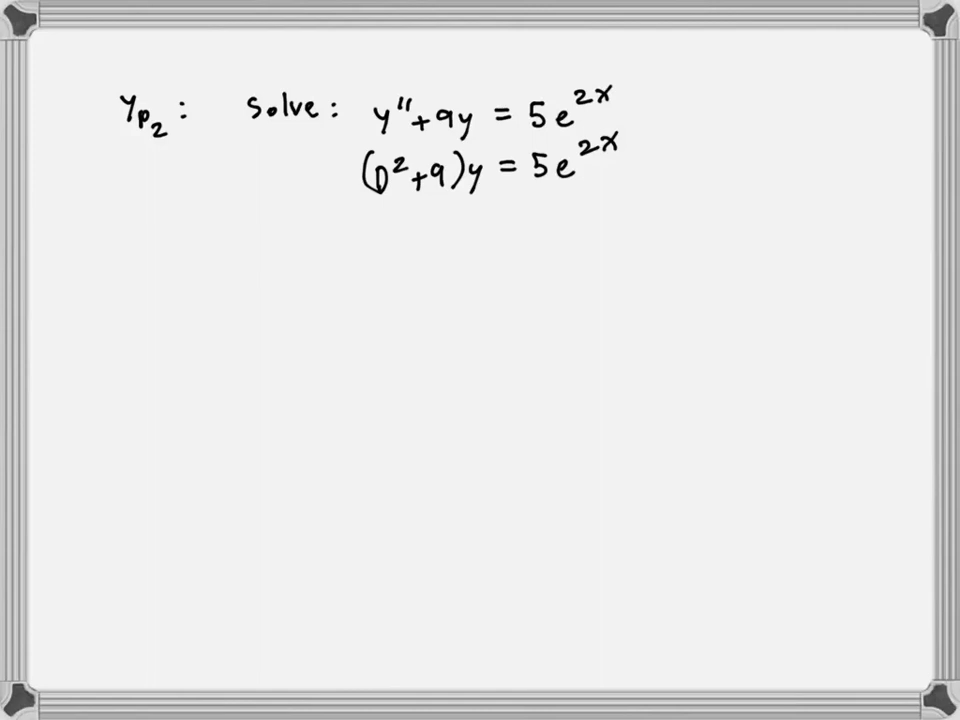 y_{p_2} : solve : y'' + 9y = 5e^{2x}
(D^2 + 9)y = 5e^{2x}